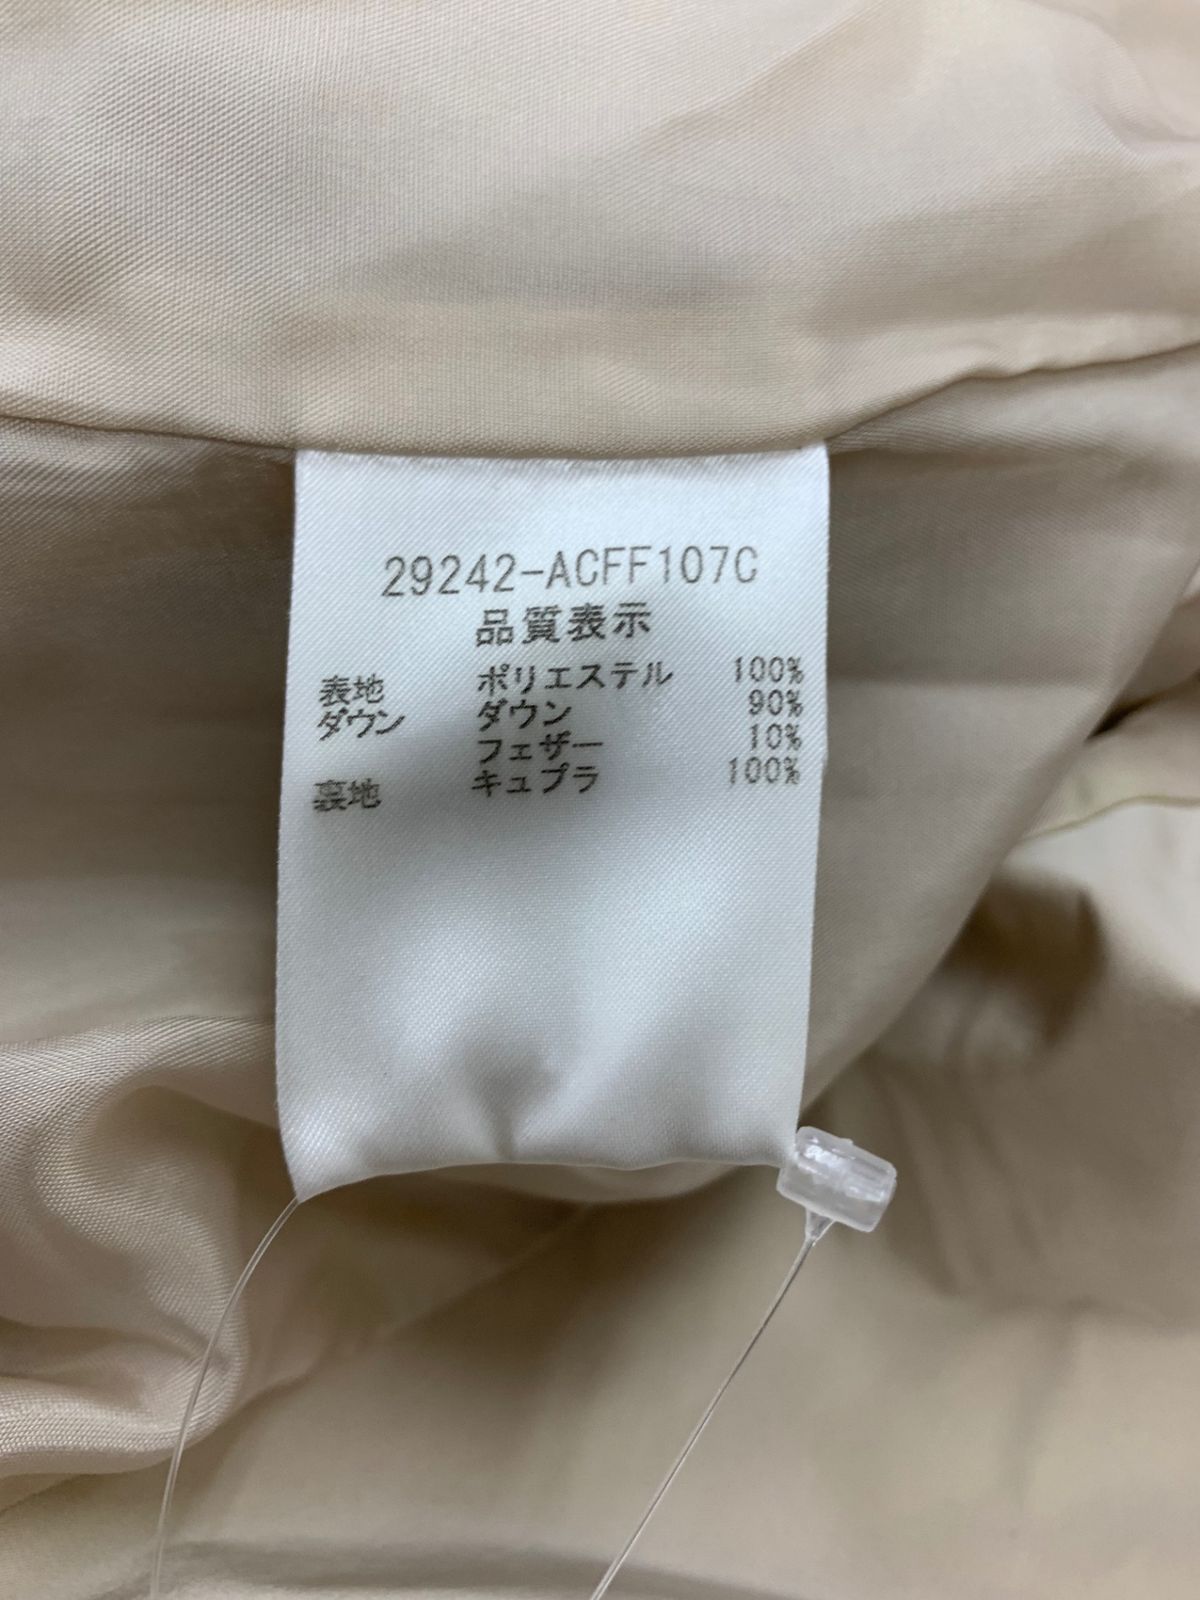 29242-ACFF107C
品質表示
表地 ポリエステル 100%
ダウン ダウン 90%
フェザー 10%
裏地 キュプラ 100%